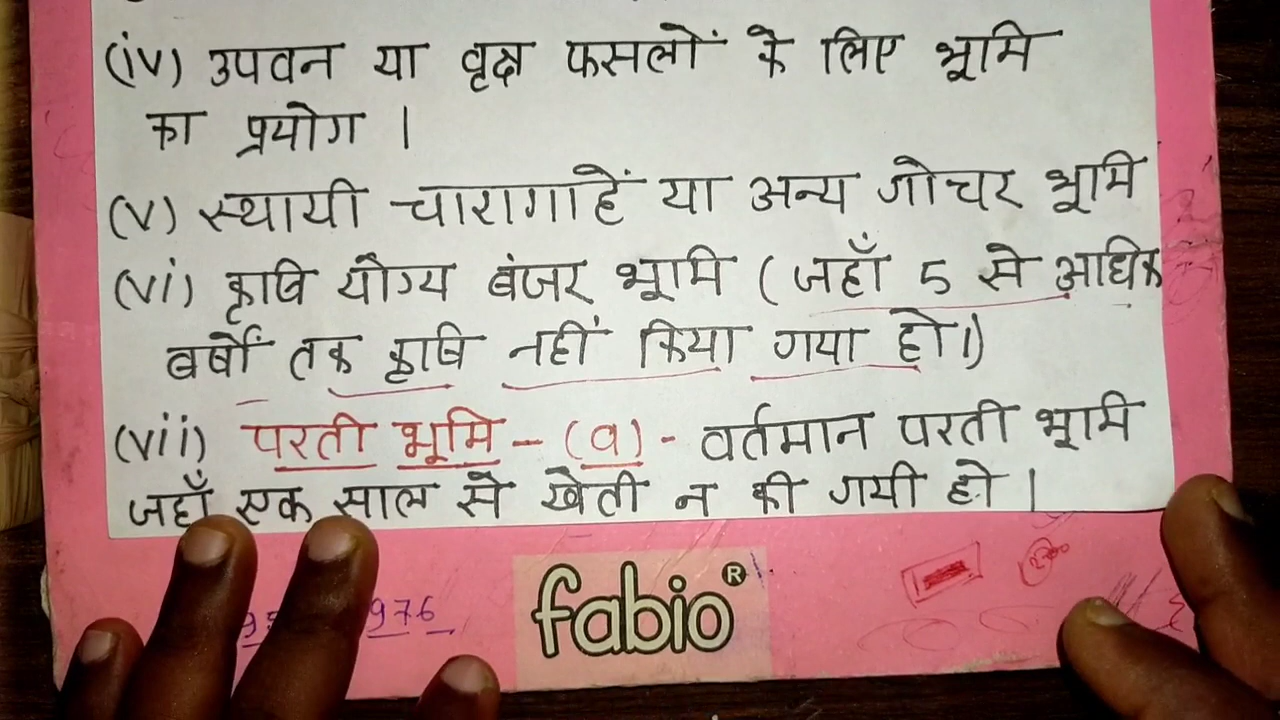 (iv) उपवन या वृक्ष फसलों के लिए भूमि
का प्रयोग ।
(v) स्थायी चारागाहें या अन्य गोचर भूमि
(vi) कृषि योग्य बंजर भूमि (जहाँ 5 से अधिक
वर्षों तक कृषि नहीं किया गया हो।)
(vii) परती भूमि - (a) - वर्तमान परती भूमि
जहाँ एक साल से खेती न की गयी हो ।
fabio®
976